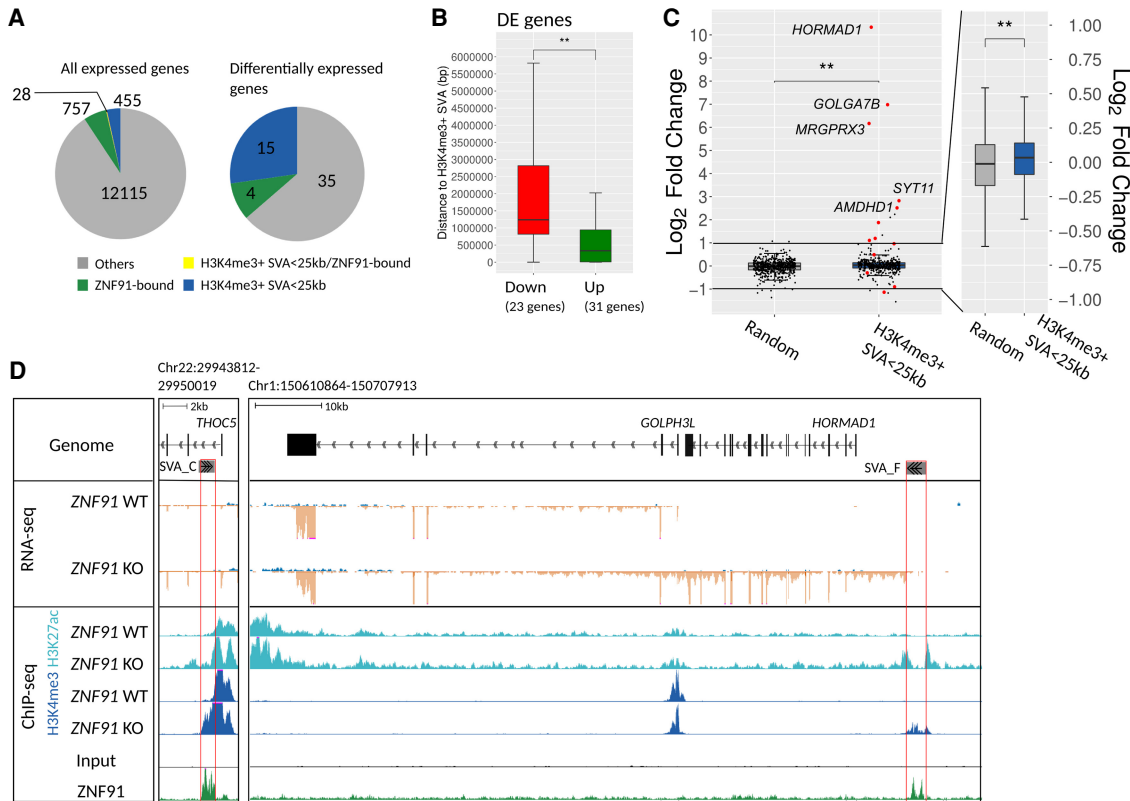 A
All expressed genes
Differentially expressed
genes
28
757
455
12115
15
4
35
Others
ZNF91-bound
H3K4me3+ SVA<25kb/ZNF91-bound
H3K4me3+ SVA<25kb
B
DE genes
Distance to H3K4me3+ SVA (bp)
6000000
5500000
5000000
4500000
4000000
3500000
3000000
2500000
2000000
1500000
1000000
500000
0
**
Down
(23 genes)
Up
(31 genes)
C
Log2 Fold Change
10
9
8
7
6
5
4
3
2
1
0
−1
HORMAD1
**
GOLGA7B
MRGPRX3
SYT11
AMDHD1
Random
H3K4me3+
SVA<25kb
**
1.00
0.75
0.50
0.25
0.00
−0.25
−0.50
−0.75
−1.00
Log2 Fold Change
Random
H3K4me3+
SVA<25kb
D
Chr22:29943812-
29950019
Chr1:150610864-150707913
Genome
2kb
THOC5
SVA_C
10kb
GOLPH3L
HORMAD1
SVA_F
RNA-seq
ZNF91 WT
ZNF91 KO
ChIP-seq
H3K4me3 H3K27ac
ZNF91 WT
ZNF91 KO
ZNF91 WT
ZNF91 KO
Input
ZNF91